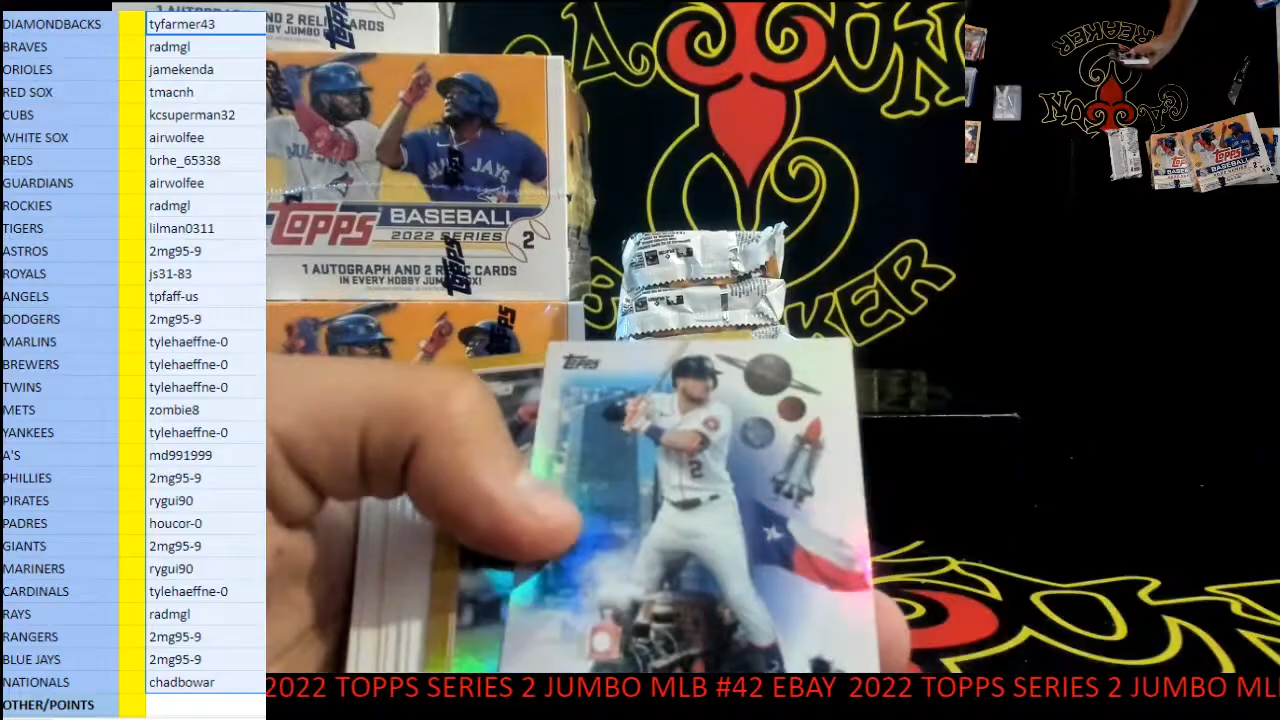 DIAMONDBACKS tyfarmer43
BRAVES radmgl
ORIOLES jamekenda
RED SOX tmacnh
CUBS kcsuperman32
WHITE SOX airwolfee
REDS brhe_65338
GUARDIANS airwolfee
ROCKIES radmgl
TIGERS lilman0311
ASTROS 2mg95-9
ROYALS js31-83
ANGELS tpfaff-us
DODGERS 2mg95-9
MARLINS tylehaeffne-0
BREWERS tylehaeffne-0
TWINS tylehaeffne-0
METS zombie8
YANKEES tylehaeffne-0
A'S md991999
PHILLIES 2mg95-9
PIRATES rygui90
PADRES houcor-0
GIANTS 2mg95-9
MARINERS rygui90
CARDINALS tylehaeffne-0
RAYS radmgl
RANGERS 2mg95-9
BLUE JAYS 2mg95-9
NATIONALS chadbowar
OTHER/POINTS
JAYS
TOPPS BASEBALL
2022 SERIES 2
1 AUTOGRAPH AND 2 RELIC CARDS
IN EVERY HOBBY JUMBO BOX!
TOPPS
2
REAKER
2022 TOPPS SERIES 2 JUMBO MLB #42 EBAY 2022 TOPPS SERIES 2 JUMBO ML